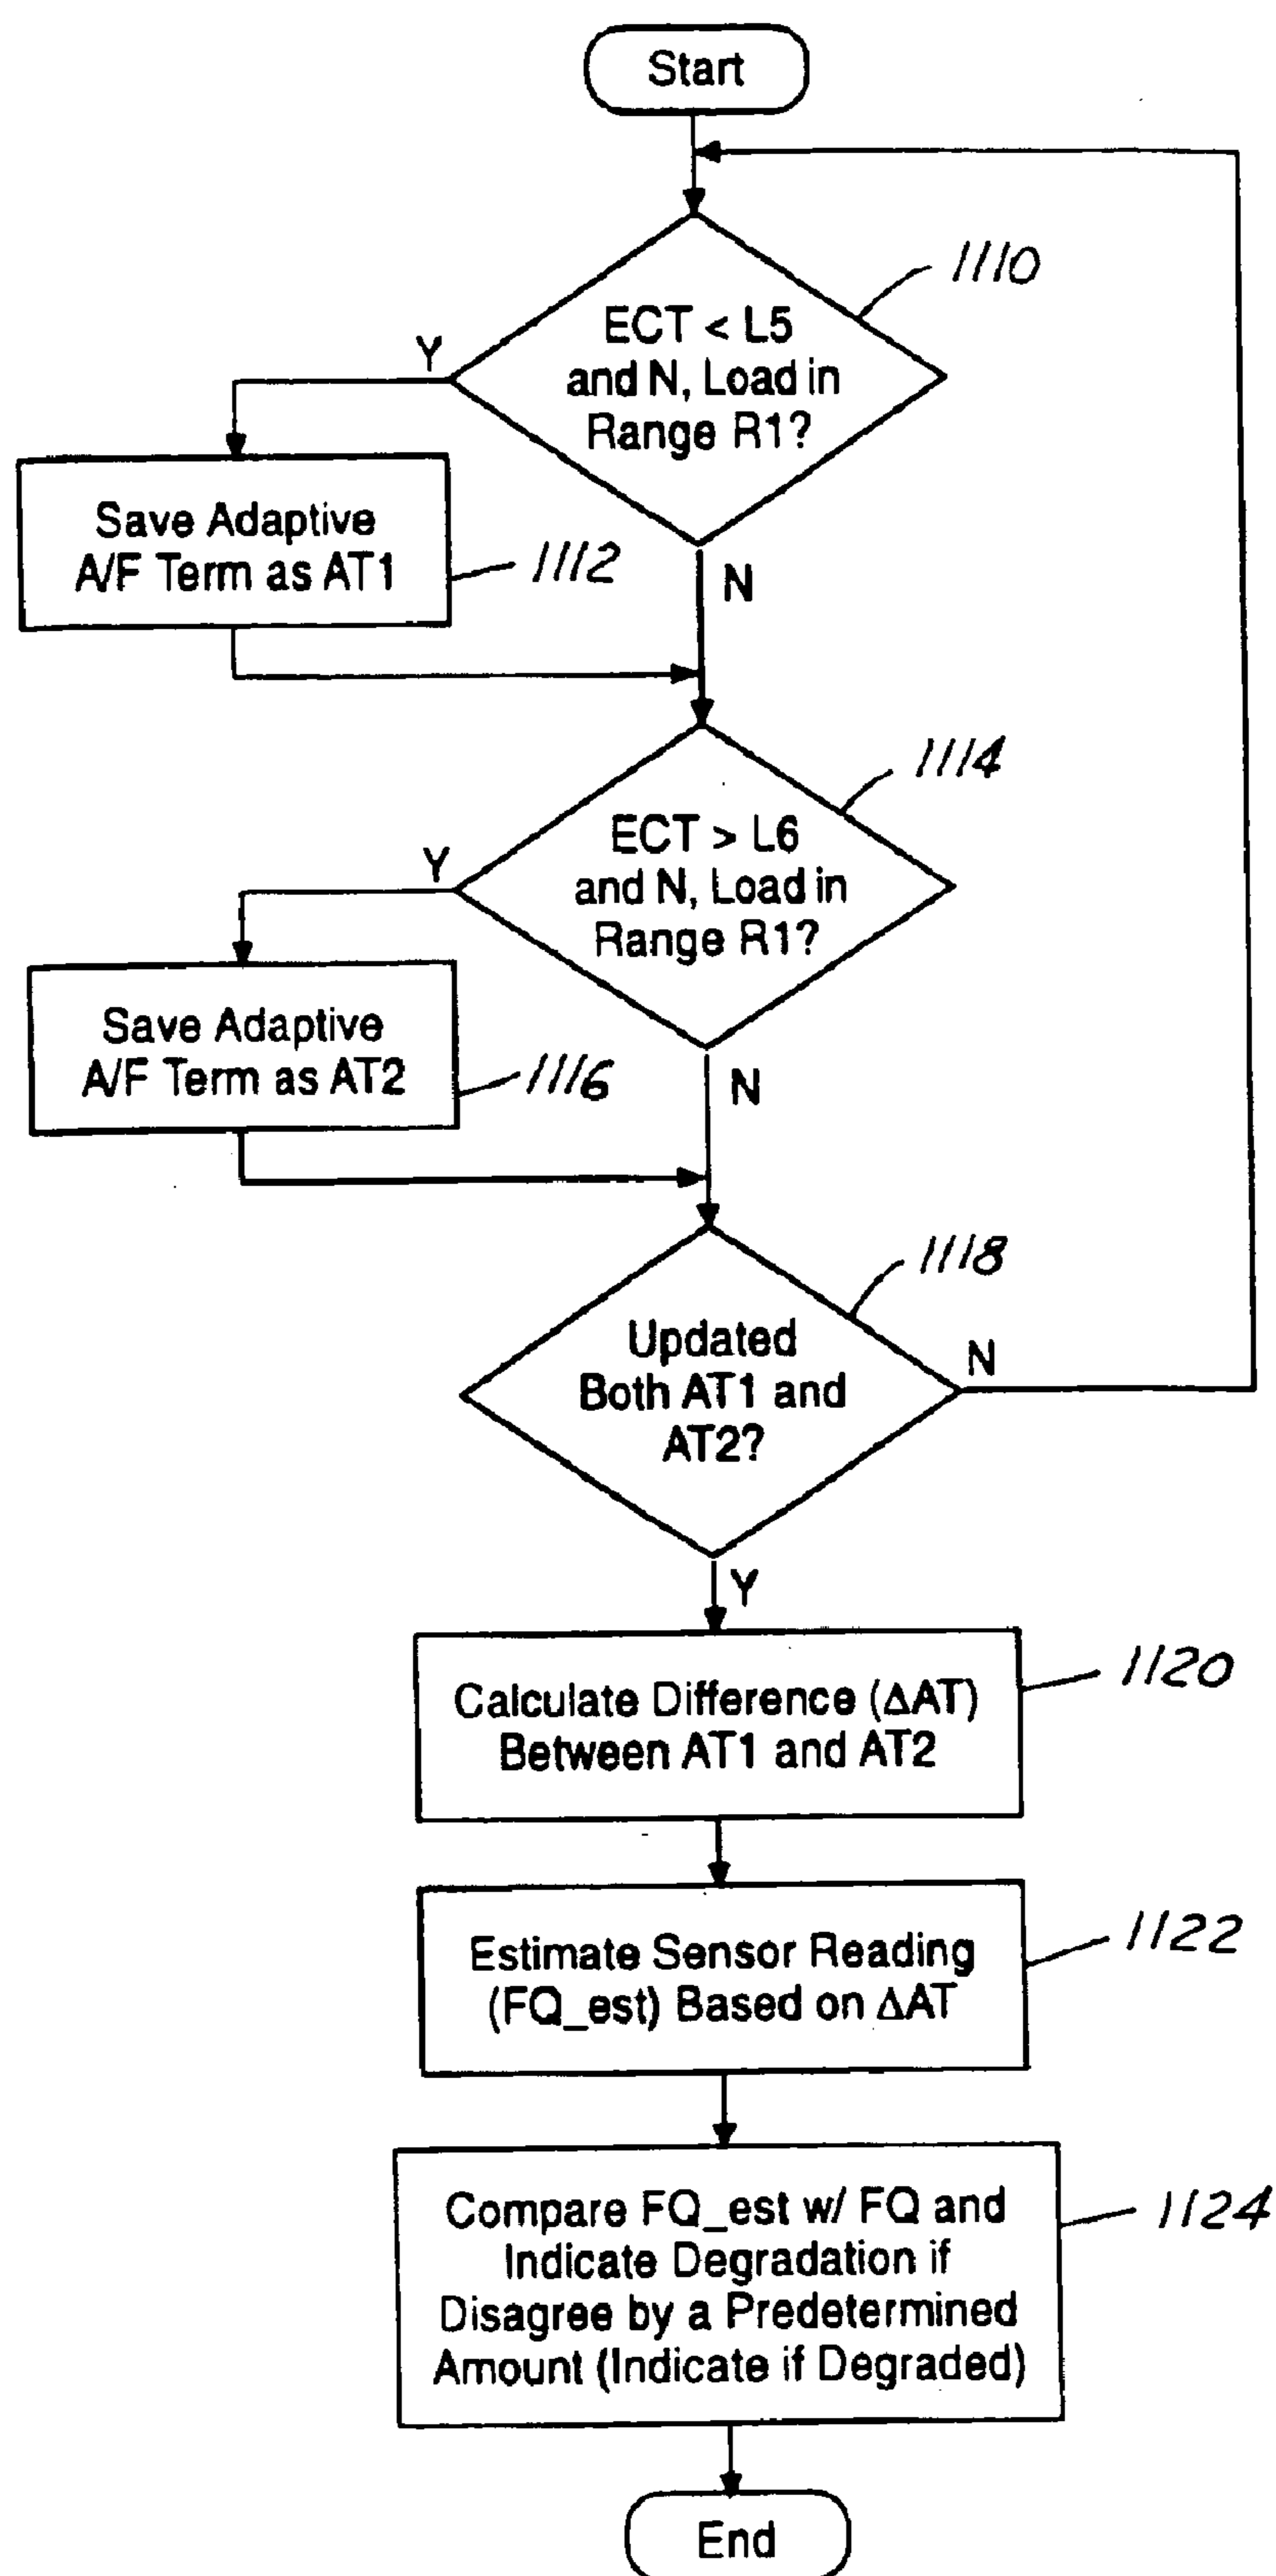 Start
1110
ECT < L5
and N, Load in
Range R1?
Y
N
Save Adaptive
A/F Term as AT1
1112
1114
ECT > L6
and N, Load in
Range R1?
Y
N
Save Adaptive
A/F Term as AT2
1116
1118
Updated
Both AT1 and
AT2?
N
Y
Calculate Difference (ΔAT)
Between AT1 and AT2
1120
Estimate Sensor Reading
(FQ_est) Based on ΔAT
1122
Compare FQ_est w/ FQ and
Indicate Degradation if
Disagree by a Predetermined
Amount (Indicate if Degraded)
1124
End